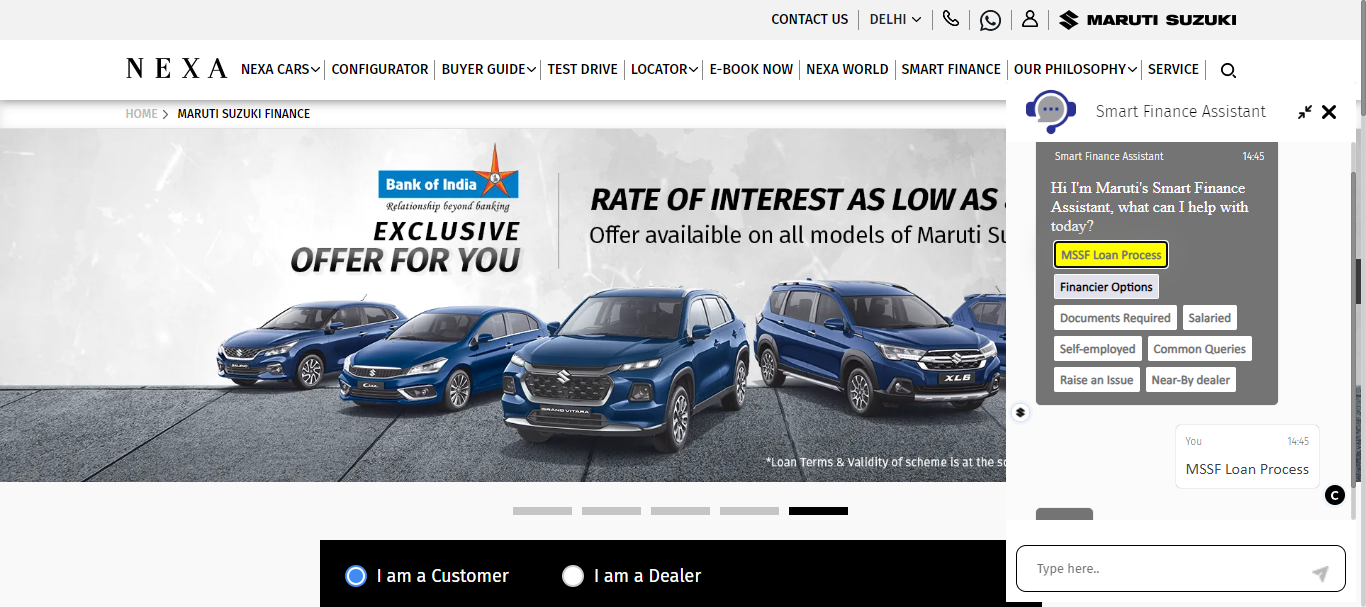 CONTACT US
DELHI
MARUTI SUZUKI
NEXA
NEXA CARS
CONFIGURATOR
BUYER GUIDE
TEST DRIVE
LOCATOR
E-BOOK NOW
NEXA WORLD
SMART FINANCE
OUR PHILOSOPHY
SERVICE
HOME
MARUTI SUZUKI FINANCE
Bank of India
Relationship beyond banking
EXCLUSIVE
OFFER FOR YOU
RATE OF INTEREST AS LOW AS
Offer availaible on all models of Maruti Su
BALENO
CIAZ
GRAND VITARA
XL6
*Loan Terms & Validity of scheme is at the so
I am a Customer
I am a Dealer
Smart Finance Assistant
Smart Finance Assistant 14:45
Hi I'm Maruti's Smart Finance
Assistant, what can I help with
today?
MSSF Loan Process
Financier Options
Documents Required
Salaried
Self-employed
Common Queries
Raise an Issue
Near-By dealer
You 14:45
MSSF Loan Process
C
Type here..